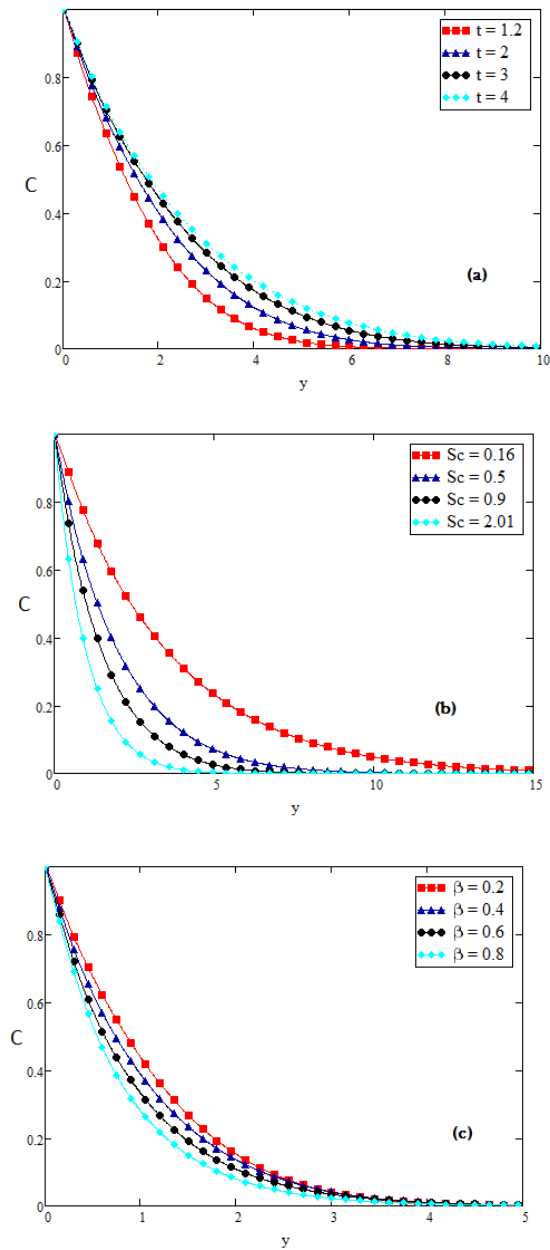 t = 1.2
t = 2
t = 3
t = 4
0.8
0.6
C
0.4
0.2
(a)
0
0 2 4 6 8 10
y
Sc = 0.16
Sc = 0.5
Sc = 0.9
Sc = 2.01
0.8
0.6
C
0.4
0.2
(b)
0
0 5 10 15
y
β = 0.2
β = 0.4
β = 0.6
β = 0.8
0.8
0.6
C
0.4
0.2
(c)
0
0 1 2 3 4 5
y